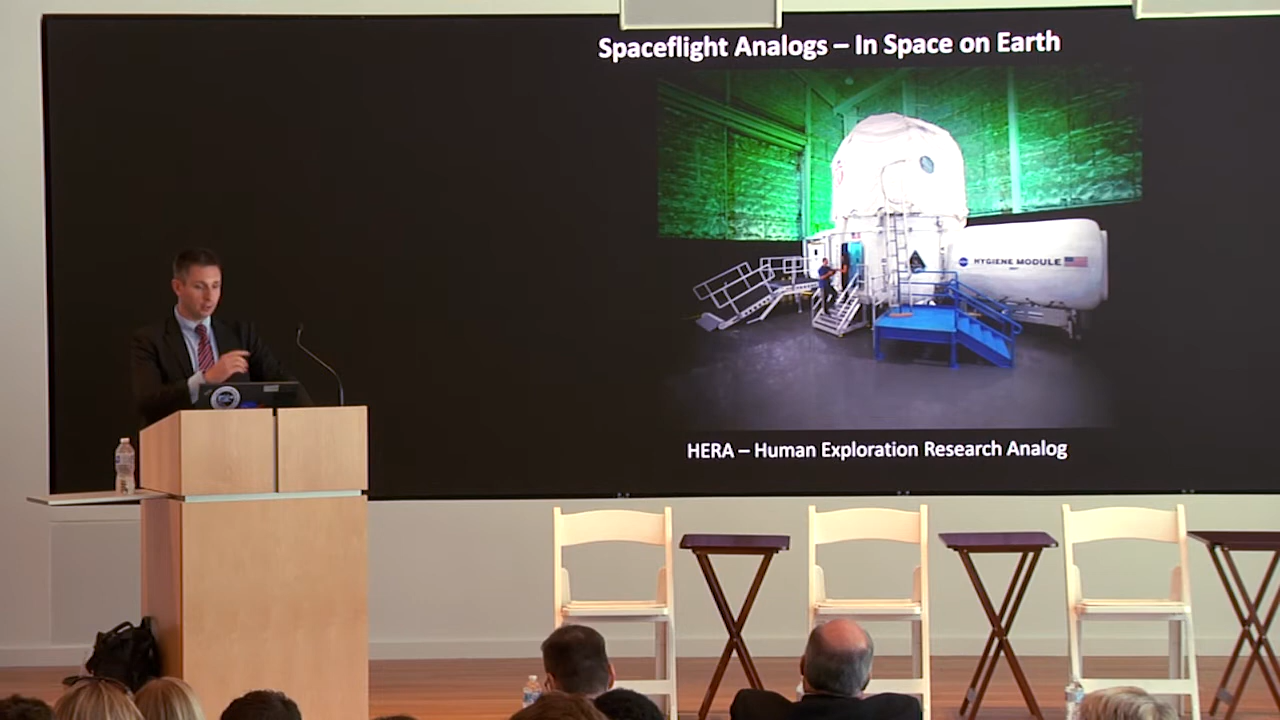 Spaceflight Analogs – In Space on Earth
HYGIENE MODULE
HERA – Human Exploration Research Analog